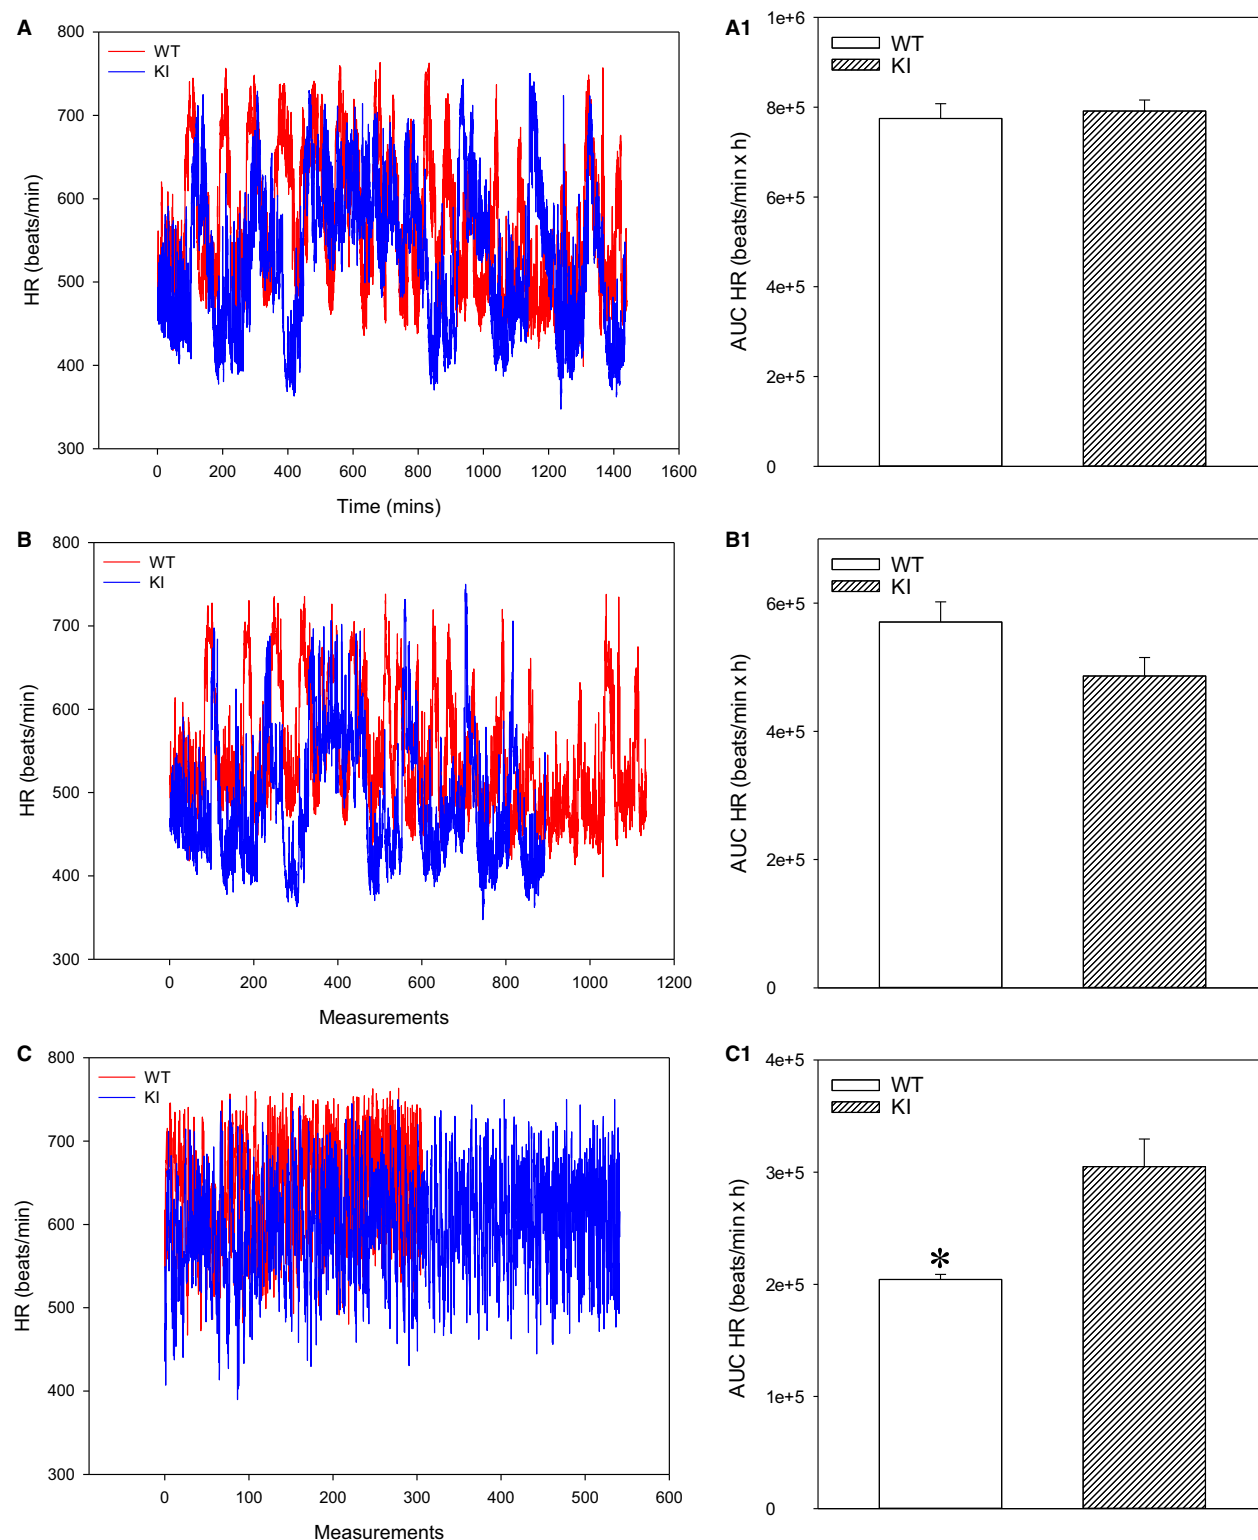 A
800
700
600
500
400
300
HR (beats/min)
WT
KI
0 200 400 600 800 1000 1200 1400 1600
Time (mins)
A1
1e+6
8e+5
6e+5
4e+5
2e+5
0
AUC HR (beats/min x h)
WT
KI
B
800
700
600
500
400
300
HR (beats/min)
WT
KI
0 200 400 600 800 1000 1200
Measurements
B1
6e+5
4e+5
2e+5
0
AUC HR (beats/min x h)
WT
KI
C
800
700
600
500
400
300
HR (beats/min)
WT
KI
0 100 200 300 400 500 600
Measurements
C1
4e+5
3e+5
2e+5
1e+5
0
AUC HR (beats/min x h)
WT
KI
*